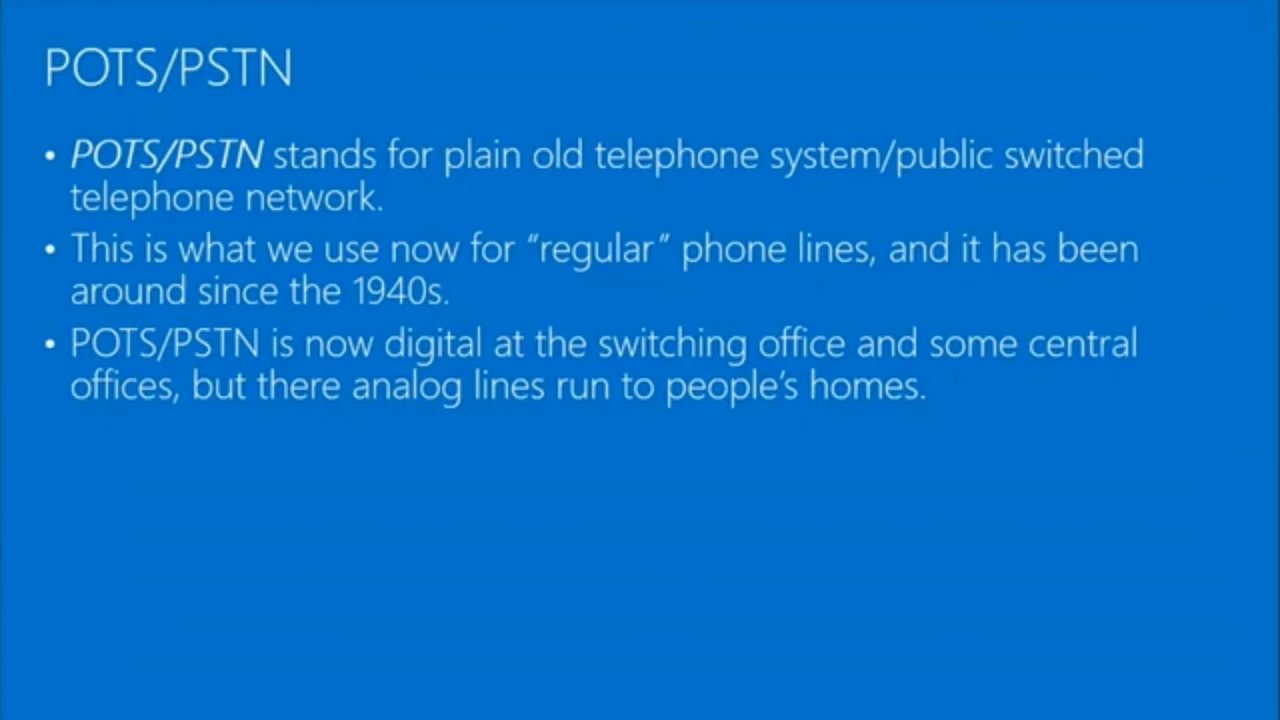 POTS/PSTN
• POTS/PSTN stands for plain old telephone system/public switched
telephone network.
• This is what we use now for “regular” phone lines, and it has been
around since the 1940s.
• POTS/PSTN is now digital at the switching office and some central
offices, but there analog lines run to people’s homes.